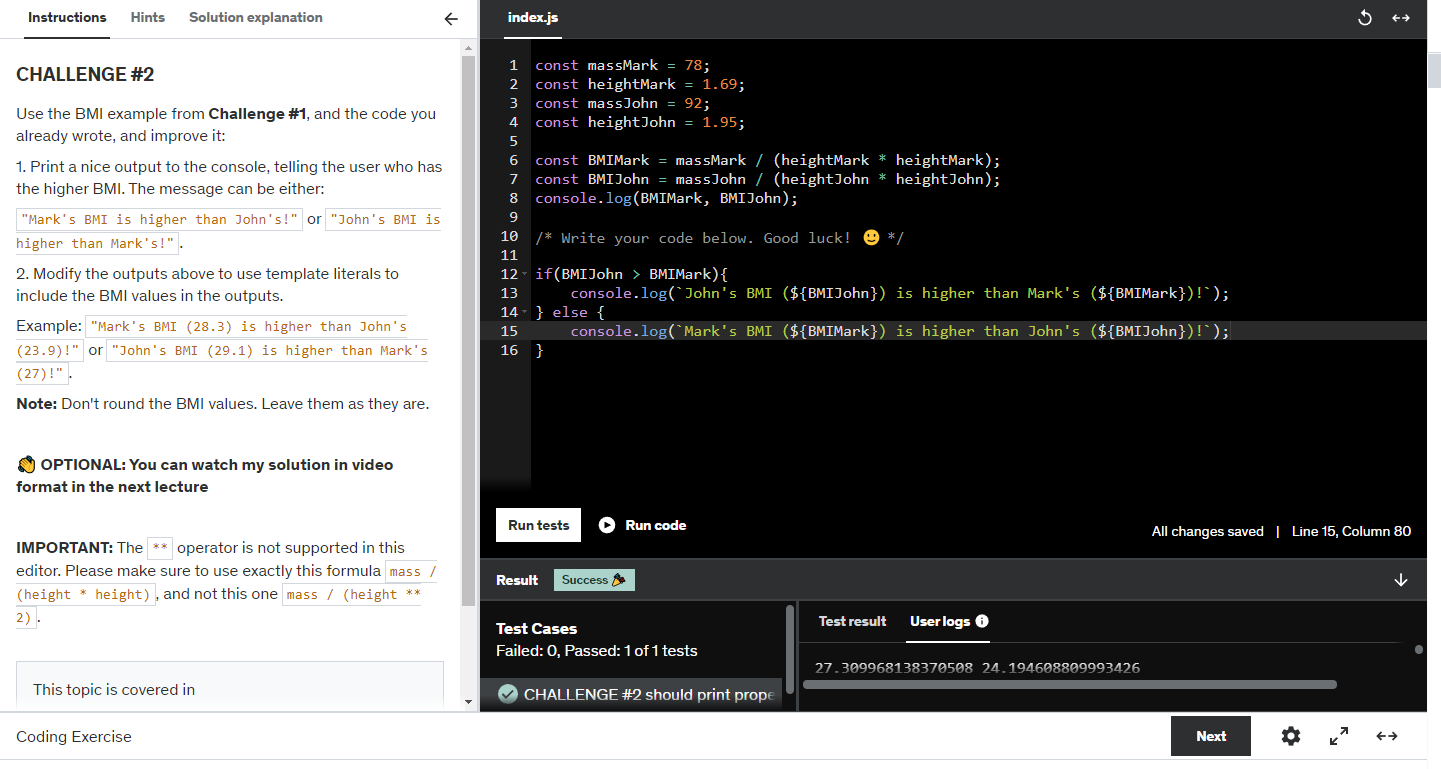 Instructions Hints Solution explanation
CHALLENGE #2
Use the BMI example from Challenge #1, and the code you
already wrote, and improve it:
1. Print a nice output to the console, telling the user who has
the higher BMI. The message can be either:
"Mark's BMI is higher than John's!" or "John's BMI is
higher than Mark's!".
2. Modify the outputs above to use template literals to
include the BMI values in the outputs.
Example: "Mark's BMI (28.3) is higher than John's
(23.9)!" or "John's BMI (29.1) is higher than Mark's
(27)!".
Note: Don't round the BMI values. Leave them as they are.
👏 OPTIONAL: You can watch my solution in video
format in the next lecture
IMPORTANT: The ** operator is not supported in this
editor. Please make sure to use exactly this formula mass /
(height * height), and not this one mass / (height **
2).
This topic is covered in
index.js
1 const massMark = 78;
2 const heightMark = 1.69;
3 const massJohn = 92;
4 const heightJohn = 1.95;
5
6 const BMIMark = massMark / (heightMark * heightMark);
7 const BMIJohn = massJohn / (heightJohn * heightJohn);
8 console.log(BMIMark, BMIJohn);
9
10 /* Write your code below. Good luck! 🙂 */
11
12 if(BMIJohn > BMIMark){
13     console.log(`John's BMI (${BMIJohn}) is higher than Mark's (${BMIMark})!`);
14 } else {
15     console.log(`Mark's BMI (${BMIMark}) is higher than John's (${BMIJohn})!`);
16 }
Run tests Run code
All changes saved | Line 15, Column 80
Result Success 🎉
Test Cases
Failed: 0, Passed: 1 of 1 tests
CHALLENGE #2 should print prope
Test result User logs
27.309968138370508 24.194608809993426
Coding Exercise
Next